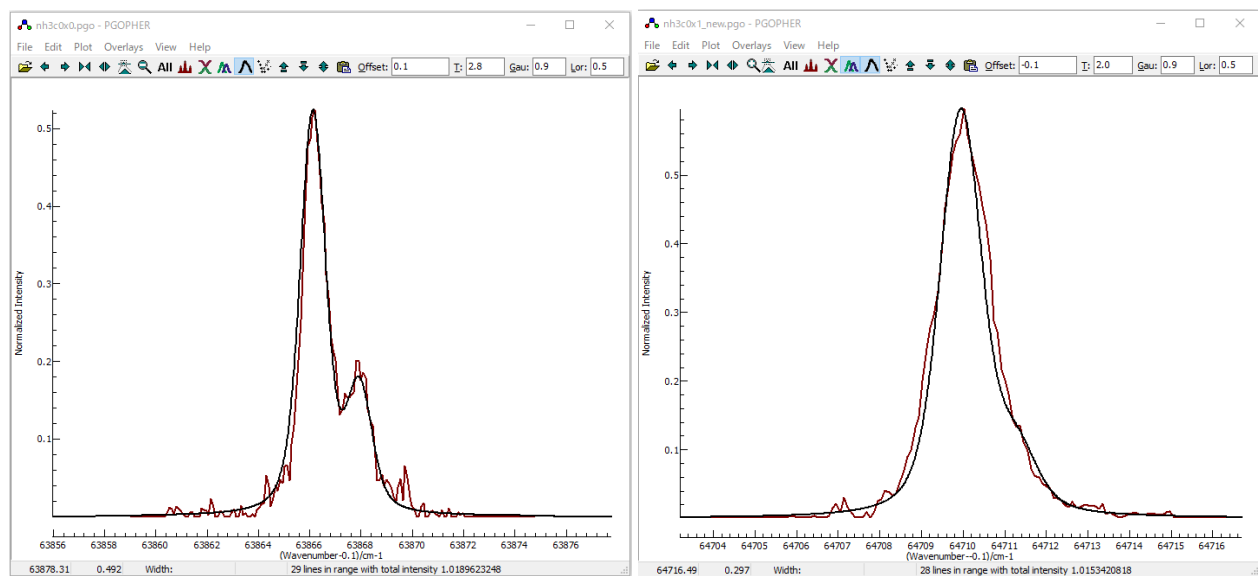 nh3c0x0.pgo - PGOPHER
File Edit Plot Overlays View Help
All Offset: 0.1 T: 2.8 Gau: 0.9 Lor: 0.5
0.5
0.4
0.3
0.2
0.1
Normalized Intensity
63856 63858 63860 63862 63864 63866 63868 63870 63872 63874 63876
(Wavenumber-0.1)/cm-1
63878.31 0.492 Width: 29 lines in range with total intensity 1.0189623248
nh3c0x1_new.pgo - PGOPHER
File Edit Plot Overlays View Help
All Offset: -0.1 T: 2.0 Gau: 0.9 Lor: 0.5
0.5
0.4
0.3
0.2
0.1
Normalized Intensity
64704 64705 64706 64707 64708 64709 64710 64711 64712 64713 64714 64715 64716
(Wavenumber--0.1)/cm-1
64716.49 0.297 Width: 28 lines in range with total intensity 1.0153420818